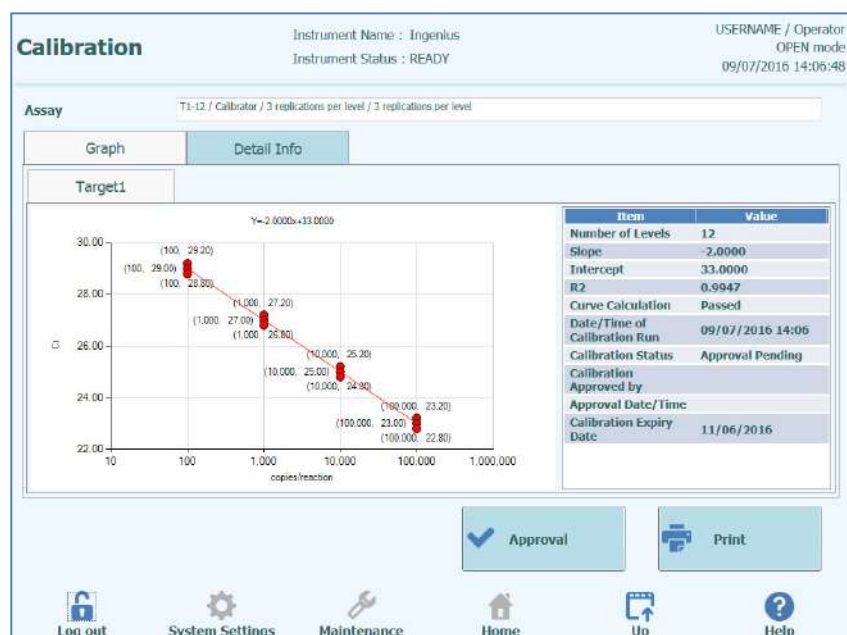 Calibration
Instrument Name : Ingenius
Instrument Status : READY
USERNAME / Operator
OPEN mode
09/07/2016 14:06:48
Assay
T1-12 / Calibrator / 3 replications per level / 3 replications per level
Graph
Detail Info
Target1
Y=-2.0000x+33.0000
30.00
28.00
26.00
24.00
22.00
Ct
(100, 29.20)
(100, 29.00)
(100, 28.80)
(1,000, 27.20)
(1,000, 27.00)
(1,000, 26.80)
(10,000, 25.20)
(10,000, 25.00)
(10,000, 24.80)
(100,000, 23.20)
(100,000, 23.00)
(100,000, 22.80)
10
100
1,000
10,000
100,000
1,000,000
copies/reaction
Item Value
Number of Levels 12
Slope -2.0000
Intercept 33.0000
R2 0.9947
Curve Calculation Passed
Date/Time of
Calibration Run 09/07/2016 14:06
Calibration Status Approval Pending
Calibration
Approved by
Approval Date/Time
Calibration Expiry
Date 11/06/2016
Approval
Print
Log out
System Settings
Maintenance
Home
Up
Help